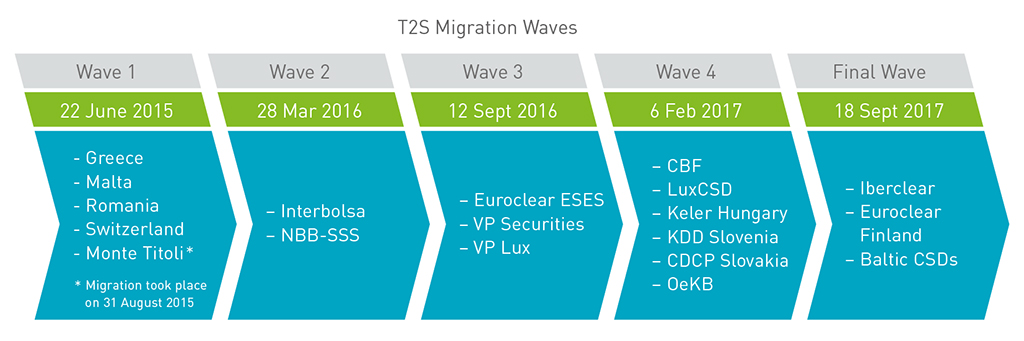 T2S Migration Waves
Wave 1
22 June 2015
- Greece
- Malta
- Romania
- Switzerland
- Monte Titoli*
* Migration took place
on 31 August 2015
Wave 2
28 Mar 2016
– Interbolsa
– NBB-SSS
Wave 3
12 Sept 2016
– Euroclear ESES
– VP Securities
– VP Lux
Wave 4
6 Feb 2017
– CBF
– LuxCSD
– Keler Hungary
– KDD Slovenia
– CDCP Slovakia
– OeKB
Final Wave
18 Sept 2017
– Iberclear
– Euroclear
Finland
– Baltic CSDs